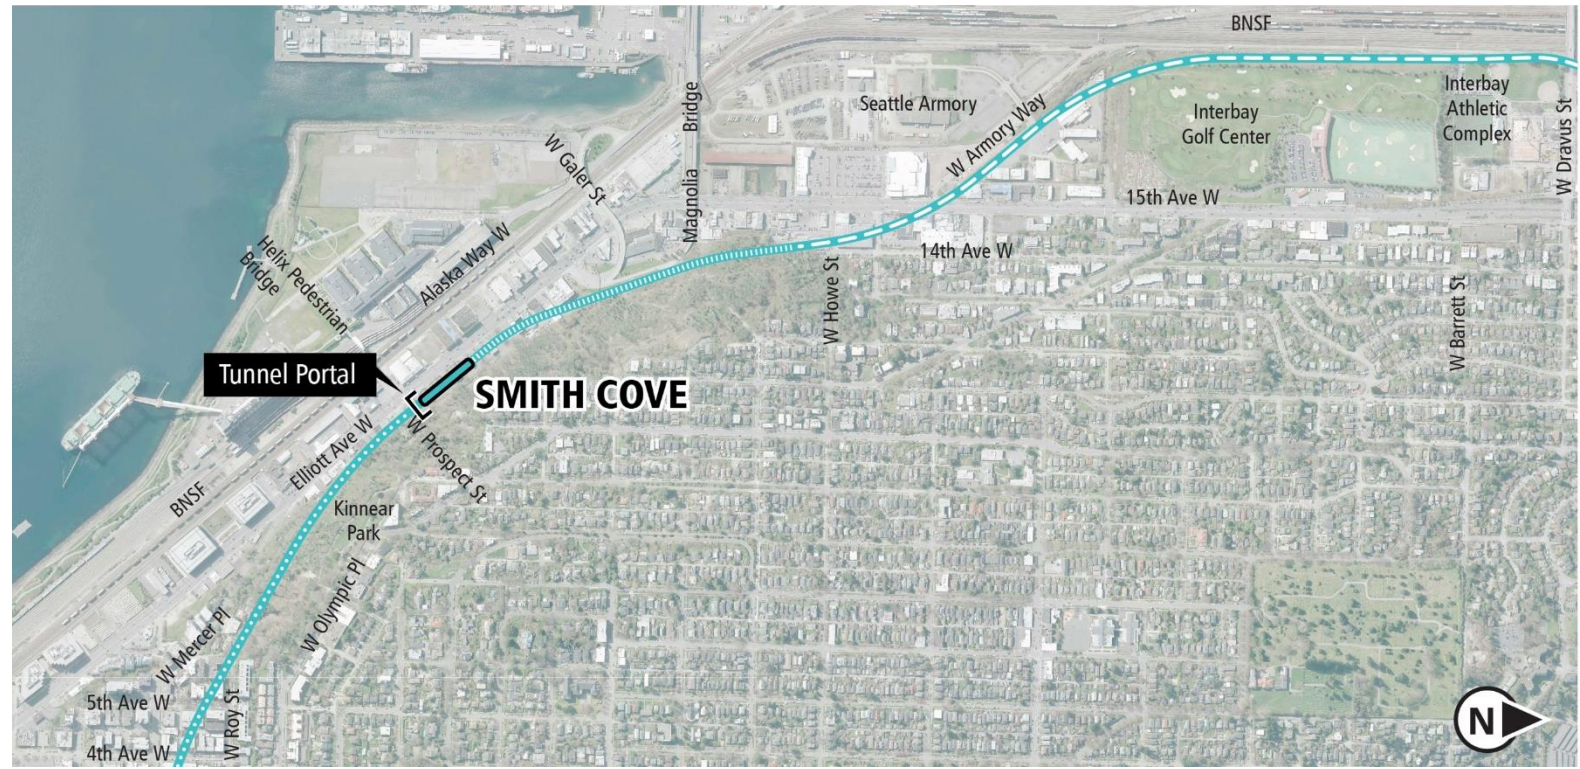 BNSF
Seattle Armory
Interbay
Golf Center
Interbay
Athletic
Complex
W Dravus St
Magnolia Bridge
W Armory Way
W Galer St
15th Ave W
14th Ave W
Alaska Way W
Helix Pedestrian
Bridge
W Howe St
W Barrett St
Tunnel Portal
SMITH COVE
W Prospect St
Elliott Ave W
BNSF
Kinnear
Park
W Olympic Pl
W Mercer Pl
5th Ave W
W Roy St
4th Ave W
N